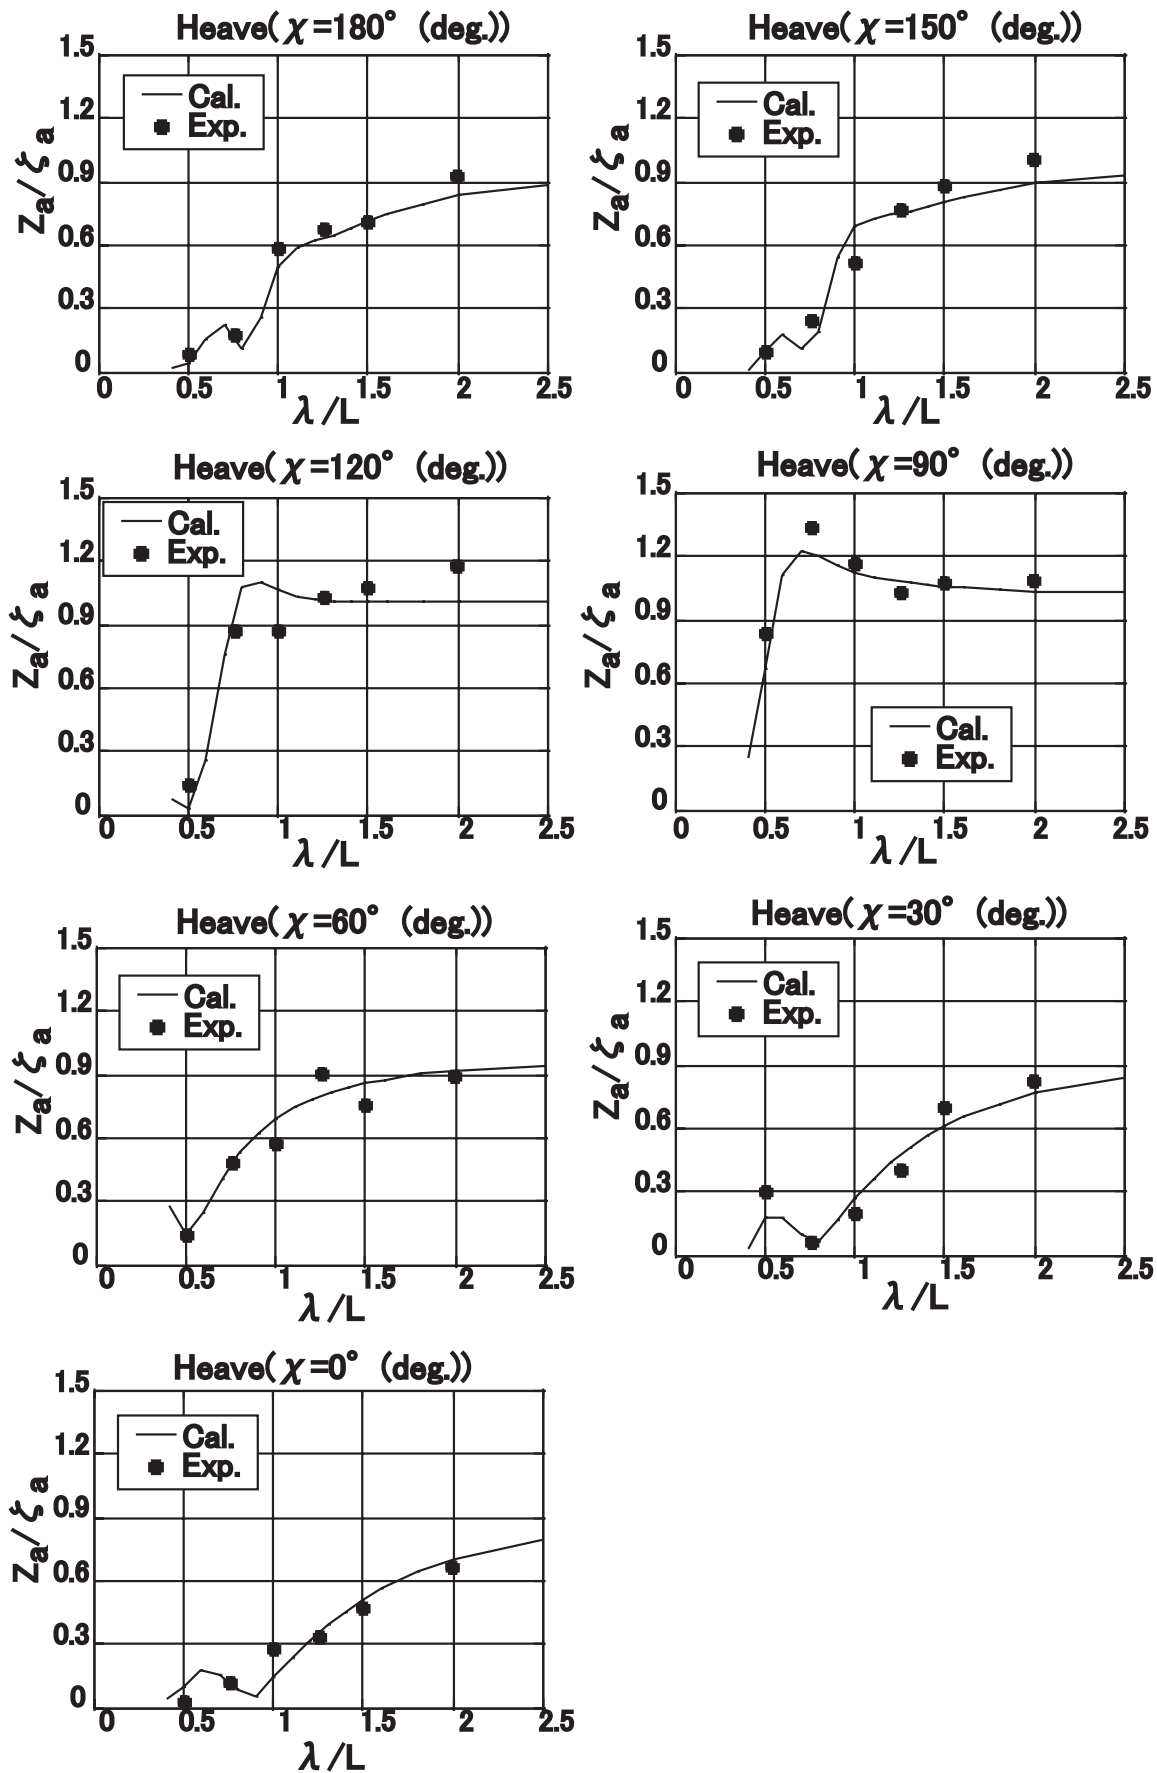 Heave(χ=180° (deg.))
1.5
1.2
0.9
0.6
0.3
0
Za/ζa
Cal.
Exp.
0 0.5 1 1.5 2 2.5
λ/L
Heave(χ=150° (deg.))
1.5
1.2
0.9
0.6
0.3
0
Za/ζa
Cal.
Exp.
0 0.5 1 1.5 2 2.5
λ/L
Heave(χ=120° (deg.))
1.5
1.2
0.9
0.6
0.3
0
Za/ζa
Cal.
Exp.
0 0.5 1 1.5 2 2.5
λ/L
Heave(χ=90° (deg.))
1.5
1.2
0.9
0.6
0.3
0
Za/ζa
Cal.
Exp.
0 0.5 1 1.5 2 2.5
λ/L
Heave(χ=60° (deg.))
1.5
1.2
0.9
0.6
0.3
0
Za/ζa
Cal.
Exp.
0 0.5 1 1.5 2 2.5
λ/L
Heave(χ=30° (deg.))
1.5
1.2
0.9
0.6
0.3
0
Za/ζa
Cal.
Exp.
0 0.5 1 1.5 2 2.5
λ/L
Heave(χ=0° (deg.))
1.5
1.2
0.9
0.6
0.3
0
Za/ζa
Cal.
Exp.
0 0.5 1 1.5 2 2.5
λ/L